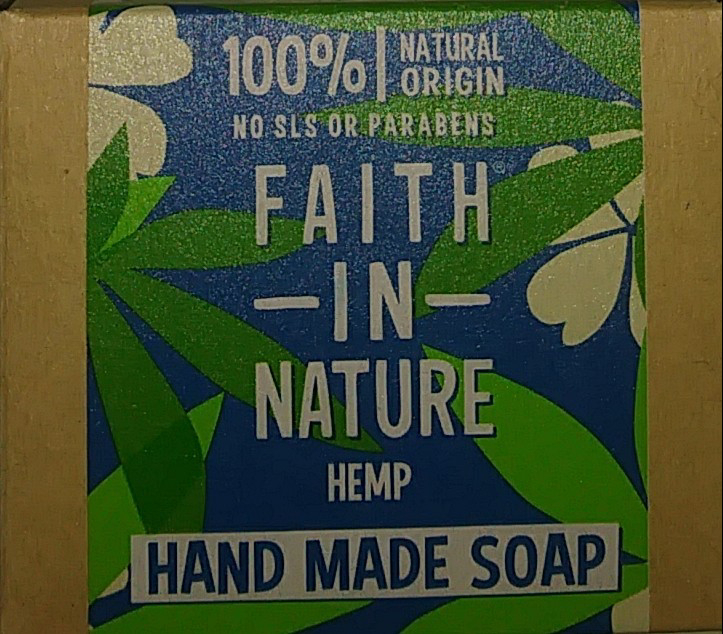 100% NATURAL ORIGIN
NO SLS OR PARABENS
FAITH®
IN
NATURE
HEMP
HAND MADE SOAP